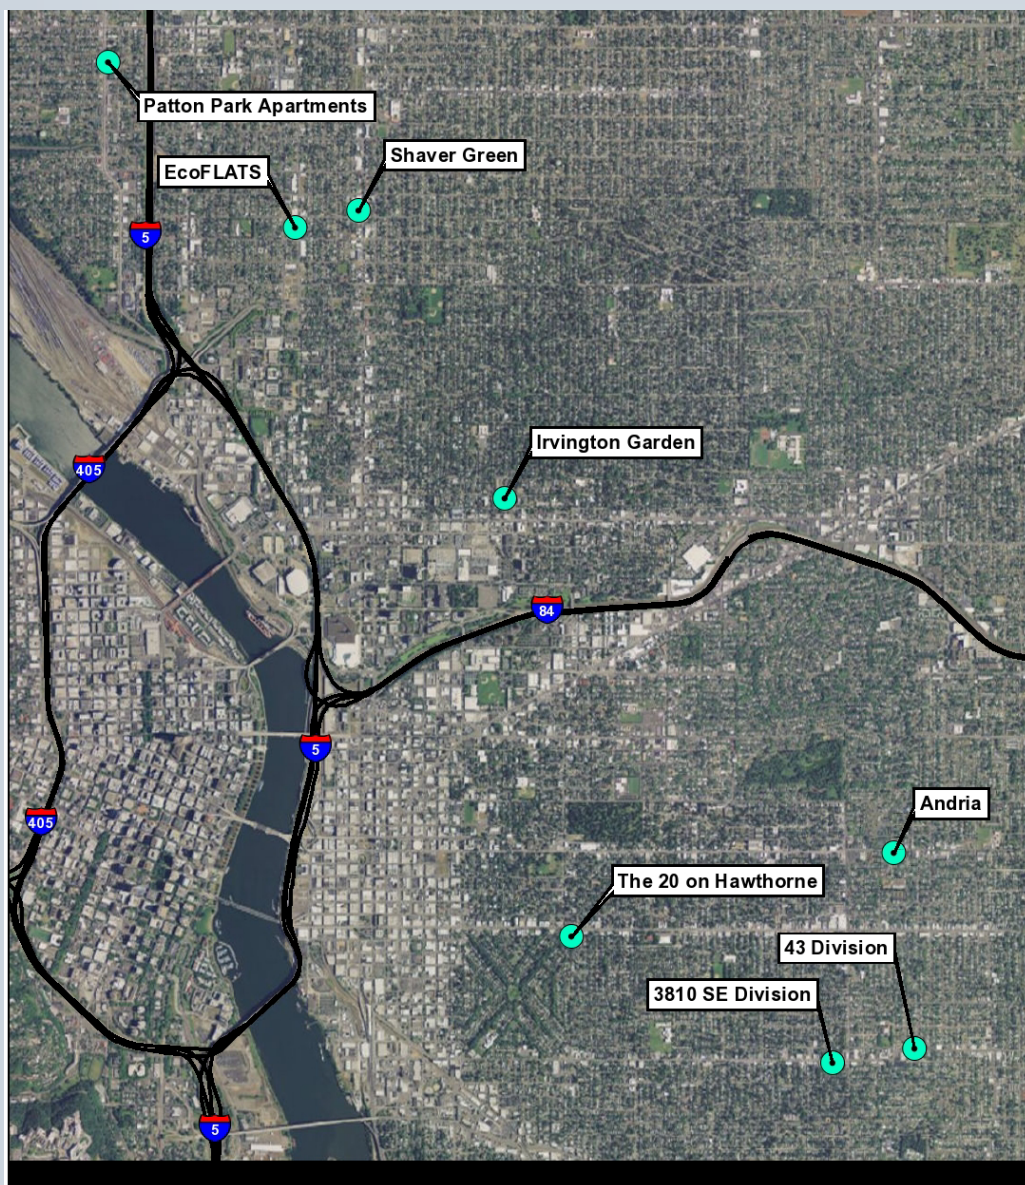 Patton Park Apartments
Shaver Green
EcoFLATS
5
Irvington Garden
405
84
5
Andria
405
The 20 on Hawthorne
43 Division
3810 SE Division
5